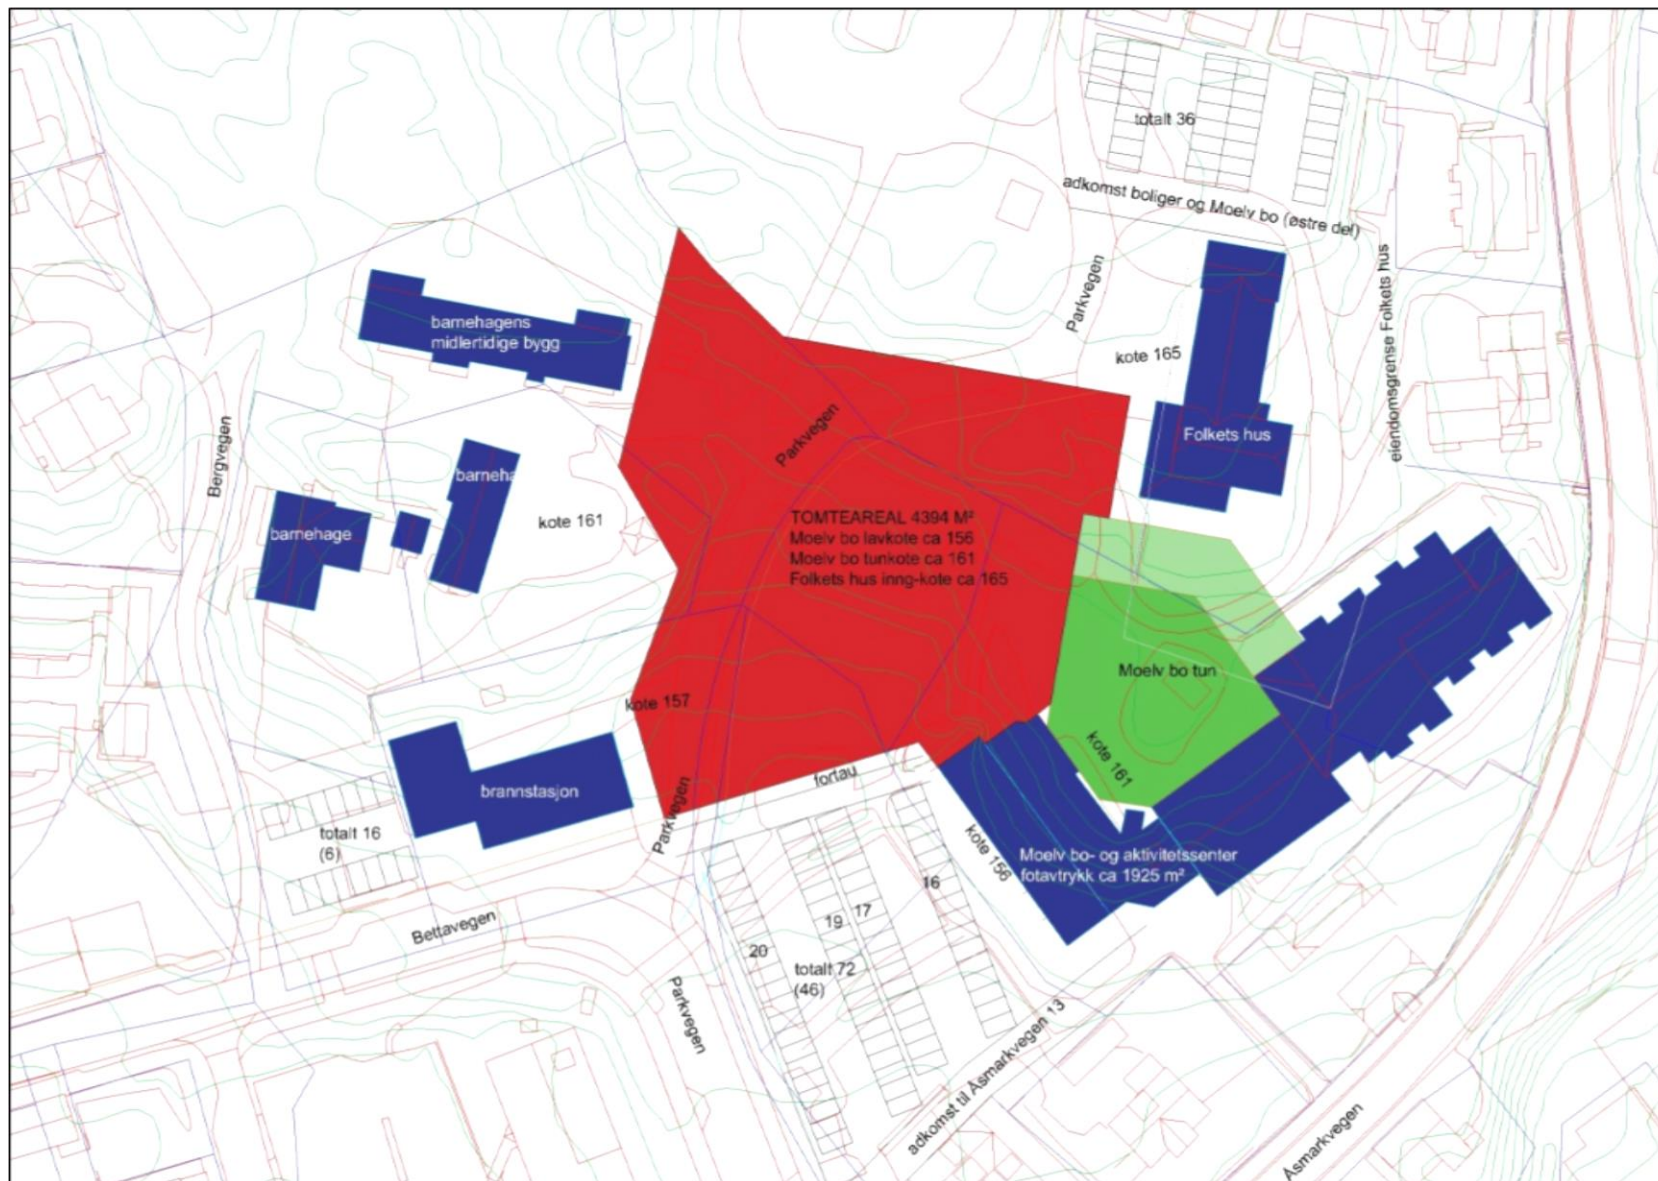 totalt 36
adkomst boliger og Moelv bo (østre del)
Parkvegen
eiendomsgrense Folkets hus
barnehagens
midlertidige bygg
kote 165
Bergvegen
Parkvegen
Folkets hus
barneha
kote 161
barnehage
TOMTEAREAL 4394 M²
Moelv bo lavkote ca 156
Moelv bo tunkote ca 161
Folkets hus inng-kote ca 165
Moelv bo tun
kote 157
kote 161
fortau
brannstasjon
Parkvegen
totalt 16
(6)
kote 156
Moelv bo- og aktivitetssenter
fotavtrykk ca 1925 m²
16
17
19
20
Bettavegen
totalt 72
(46)
Parkvegen
adkomst til Åsmarkvegen 13
Åsmarkvegen